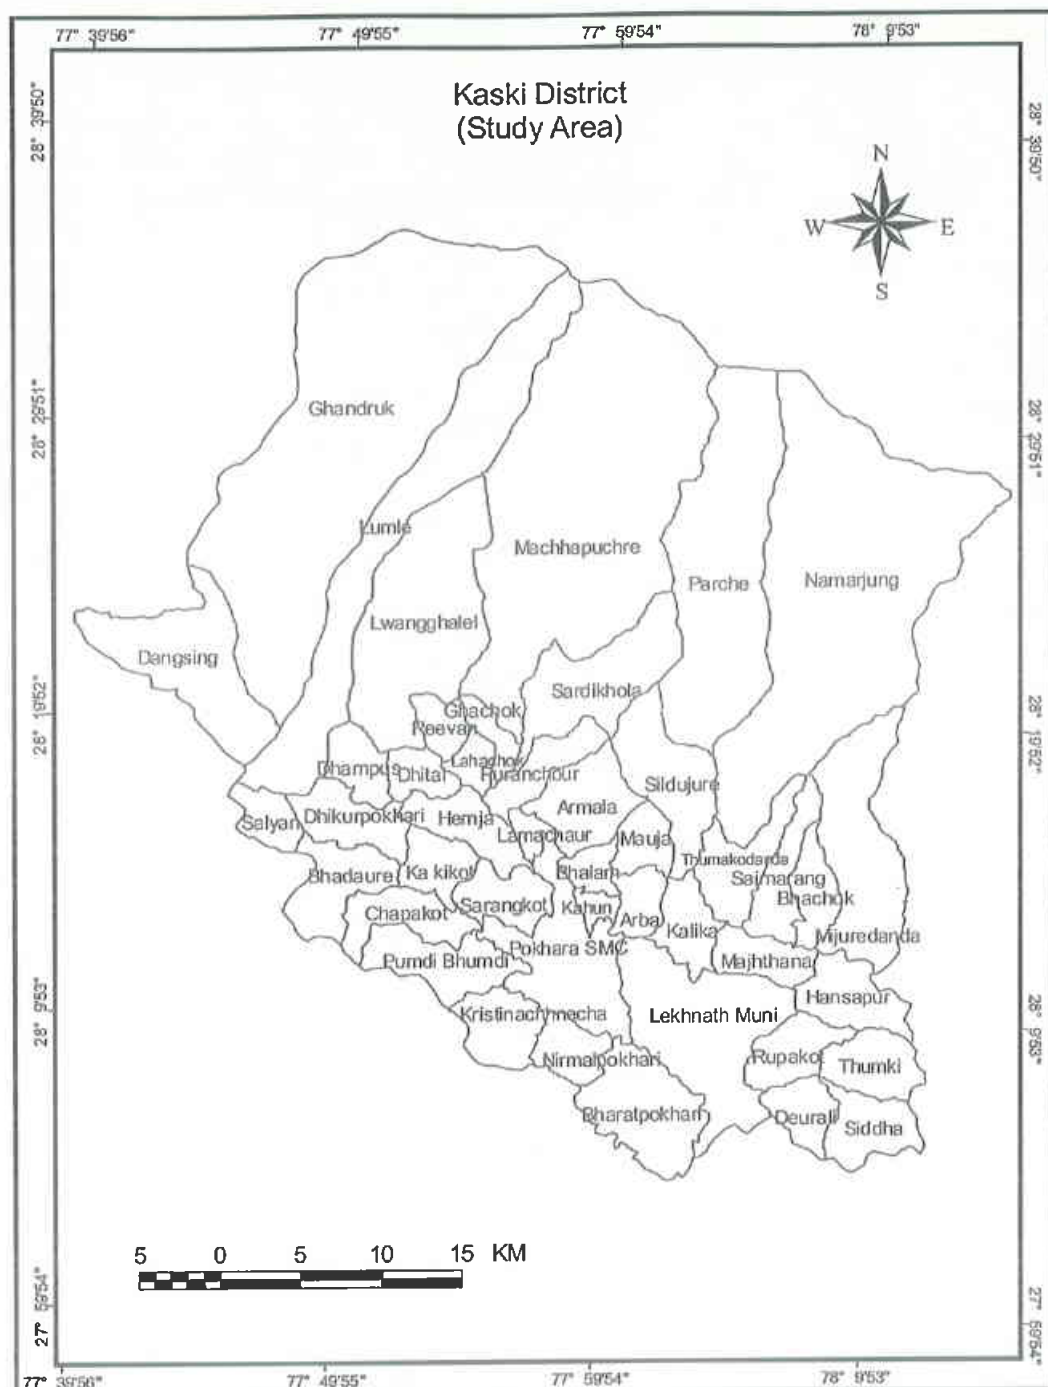 77° 39'56"
77° 49'55"
77° 59'54"
78° 9'53"
Kaski District
(Study Area)
28° 39'50"
28° 39'50"
N
W
E
S
28° 29'51"
28° 29'51"
Ghandruk
Lumle
Machhapuchre
Parche
Namarjung
Lwangghalel
Dangsing
Sardikhola
28° 19'52"
28° 19'52"
Ghachok
Reevan
Lahachok
Dhampus
Dhital
Puranchour
Sildujure
Salyan
Dhikurpokhari
Hemja
Armala
Lamachaur
Mauja
Thumakodarda
Bhadaure
Ka kikot
Bhalam
Saimarang
Bhachok
Chapakot
Sarangkot
Kahun
Arba
Kalika
Mijuredanda
Pokhara SMC
Pumdi Bhumdi
Majhthana
Hansapur
28° 9'53"
28° 9'53"
Kristinachhnecha
Lekhnath Muni
Nirmalpokhari
Rupakot
Thumki
Bharatpokhari
Deurali
Siddha
5 0 5 10 15 KM
27° 59'54"
27° 59'54"
77° 39'56"
77° 49'55"
77° 59'54"
78° 9'53"